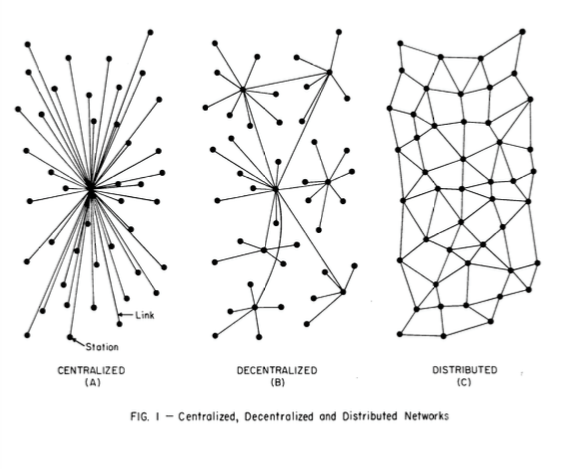 Link
Station
CENTRALIZED
(A)
DECENTRALIZED
(B)
DISTRIBUTED
(C)
FIG. I — Centralized, Decentralized and Distributed Networks